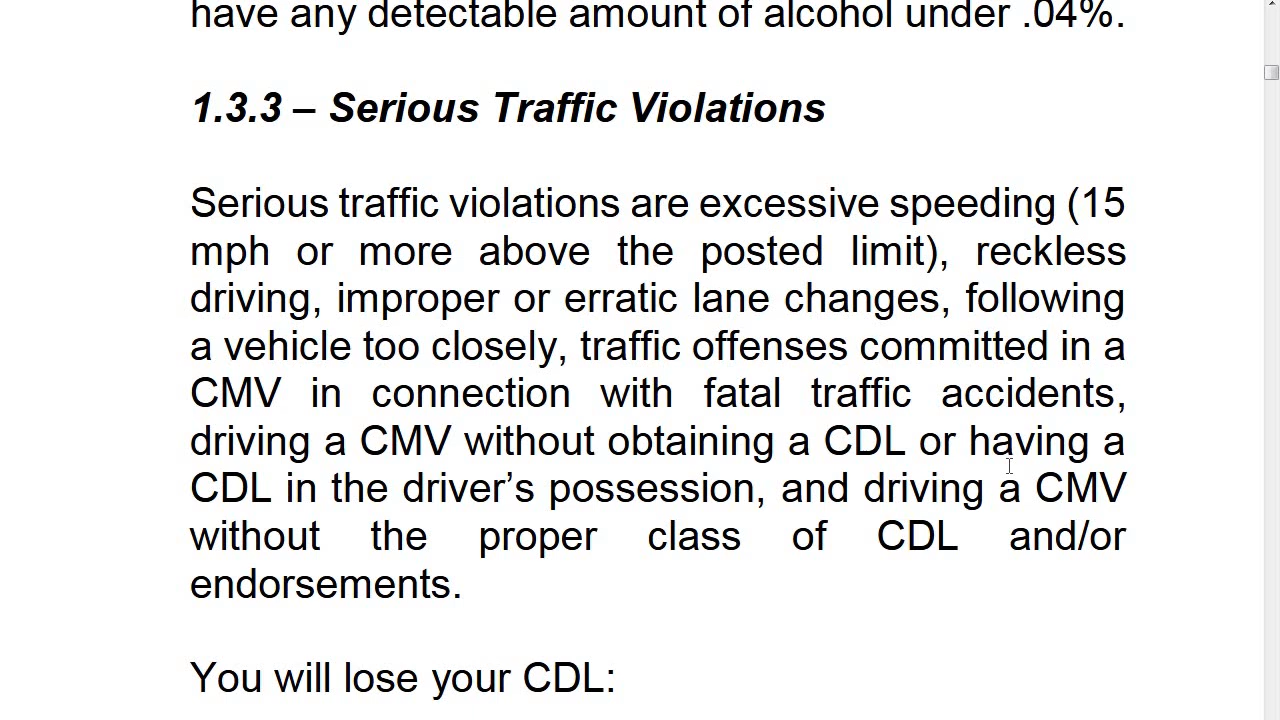 have any detectable amount of alcohol under .04%.
1.3.3 – Serious Traffic Violations
Serious traffic violations are excessive speeding (15
mph or more above the posted limit), reckless
driving, improper or erratic lane changes, following
a vehicle too closely, traffic offenses committed in a
CMV in connection with fatal traffic accidents,
driving a CMV without obtaining a CDL or having a
CDL in the driver’s possession, and driving a CMV
without the proper class of CDL and/or
endorsements.
You will lose your CDL: